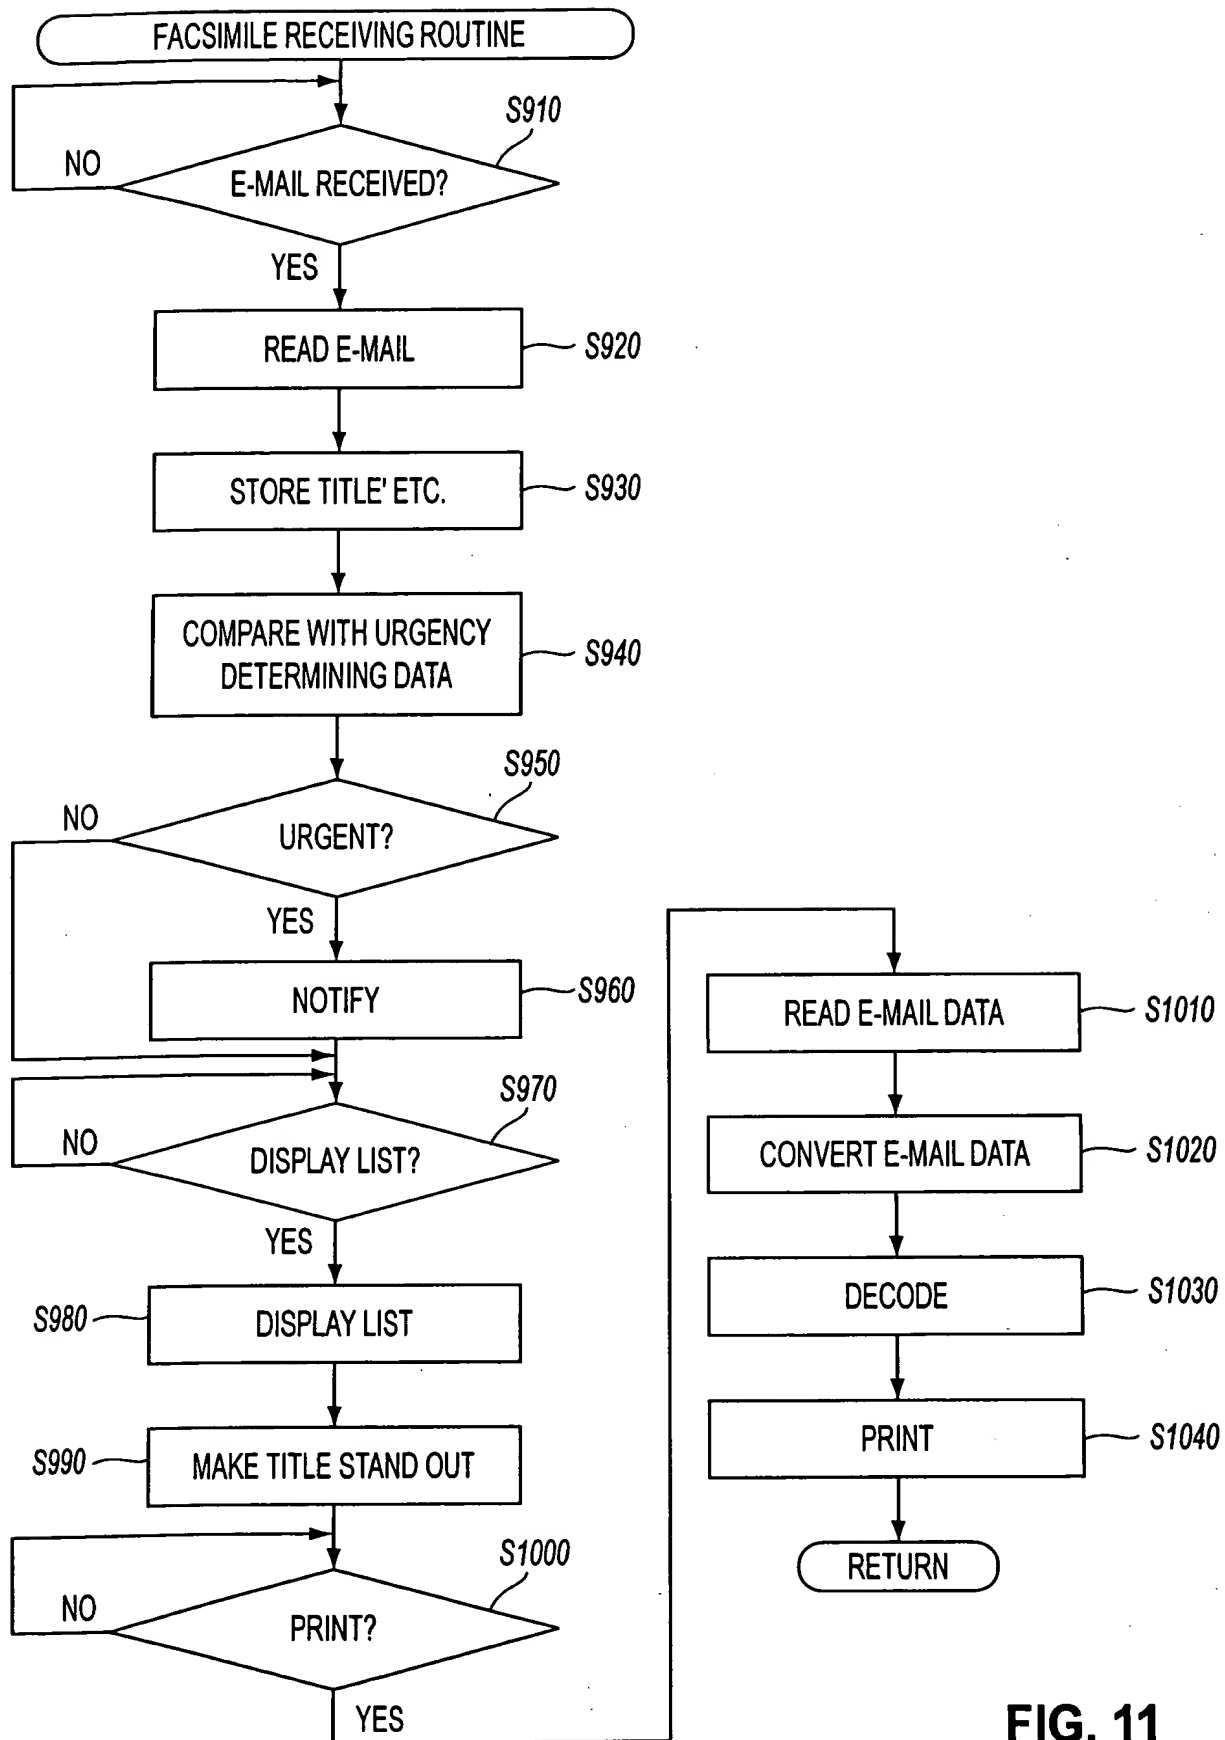 FACSIMILE RECEIVING ROUTINE
S910
NO
E-MAIL RECEIVED?
YES
READ E-MAIL
S920
STORE TITLE' ETC.
S930
COMPARE WITH URGENCY
DETERMINING DATA
S940
S950
NO
URGENT?
YES
NOTIFY
S960
S970
NO
DISPLAY LIST?
YES
S980
DISPLAY LIST
S990
MAKE TITLE STAND OUT
S1000
NO
PRINT?
YES
READ E-MAIL DATA
S1010
CONVERT E-MAIL DATA
S1020
DECODE
S1030
PRINT
S1040
RETURN
FIG. 11